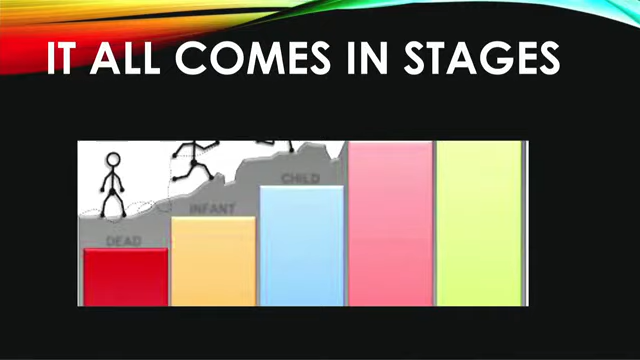 IT ALL COMES IN STAGES
CHILD
INFANT
DEAD